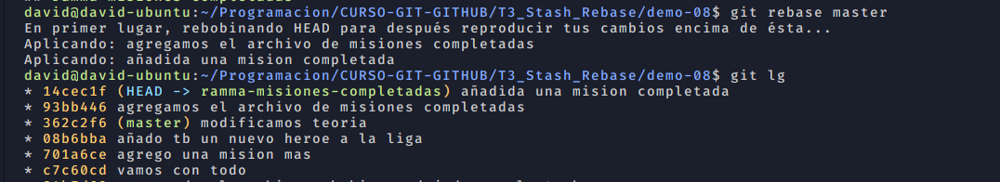 david@david-ubuntu:~/Programacion/CURSO-GIT-GITHUB/T3_Stash_Rebase/demo-08$ git rebase master
En primer lugar, rebobinando HEAD para después reproducir tus cambios encima de ésta...
Aplicando: agregamos el archivo de misiones completadas
Aplicando: añadida una mision completada
david@david-ubuntu:~/Programacion/CURSO-GIT-GITHUB/T3_Stash_Rebase/demo-08$ git lg
* 14cec1f (HEAD -> ramma-misiones-completadas) añadida una mision completada
* 93bb446 agregamos el archivo de misiones completadas
* 362c2f6 (master) modificamos teoria
* 08b6bba añado tb un nuevo heroe a la liga
* 701a6ce agrego una mision mas
* c7c60cd vamos con todo